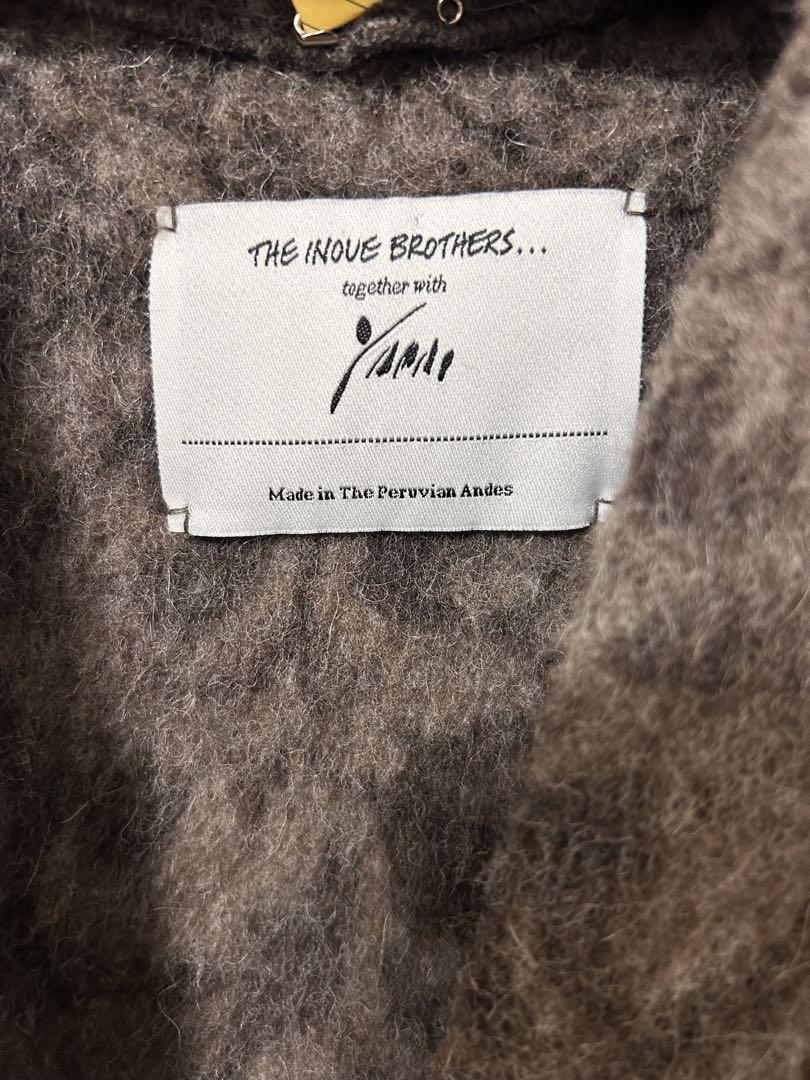 THE INOUE BROTHERS...
together with
Made in The Peruvian Andes